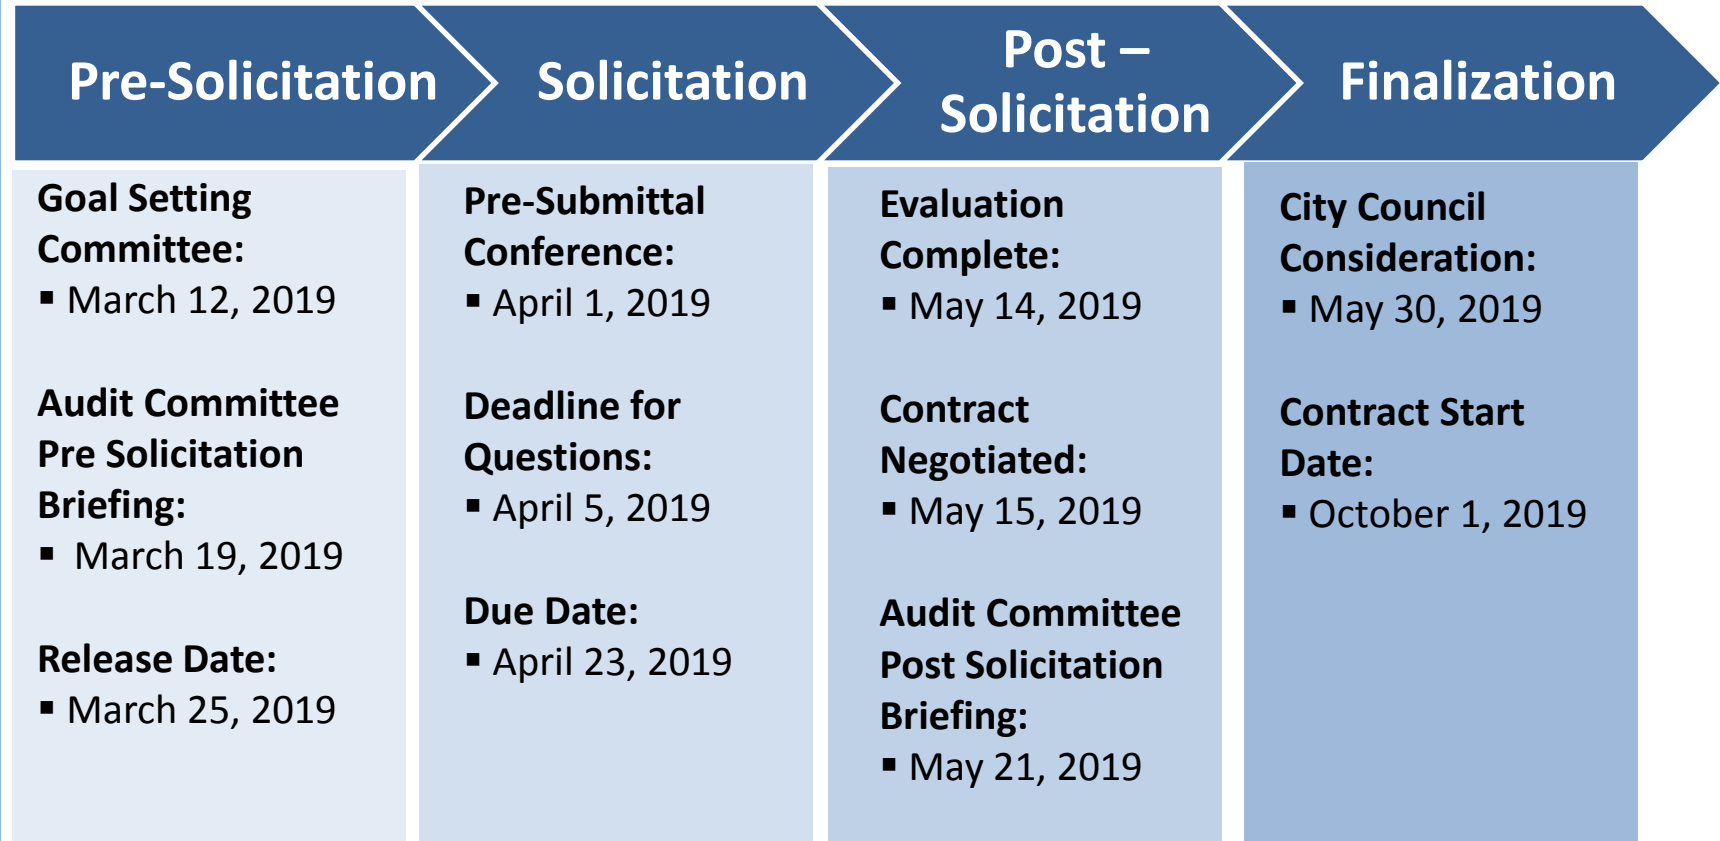 Pre-Solicitation
Solicitation
Post –
Solicitation
Finalization
Goal Setting
Committee:
▪ March 12, 2019
Audit Committee
Pre Solicitation
Briefing:
▪ March 19, 2019
Release Date:
▪ March 25, 2019
Pre-Submittal
Conference:
▪ April 1, 2019
Deadline for
Questions:
▪ April 5, 2019
Due Date:
▪ April 23, 2019
Evaluation
Complete:
▪ May 14, 2019
Contract
Negotiated:
▪ May 15, 2019
Audit Committee
Post Solicitation
Briefing:
▪ May 21, 2019
City Council
Consideration:
▪ May 30, 2019
Contract Start
Date:
▪ October 1, 2019